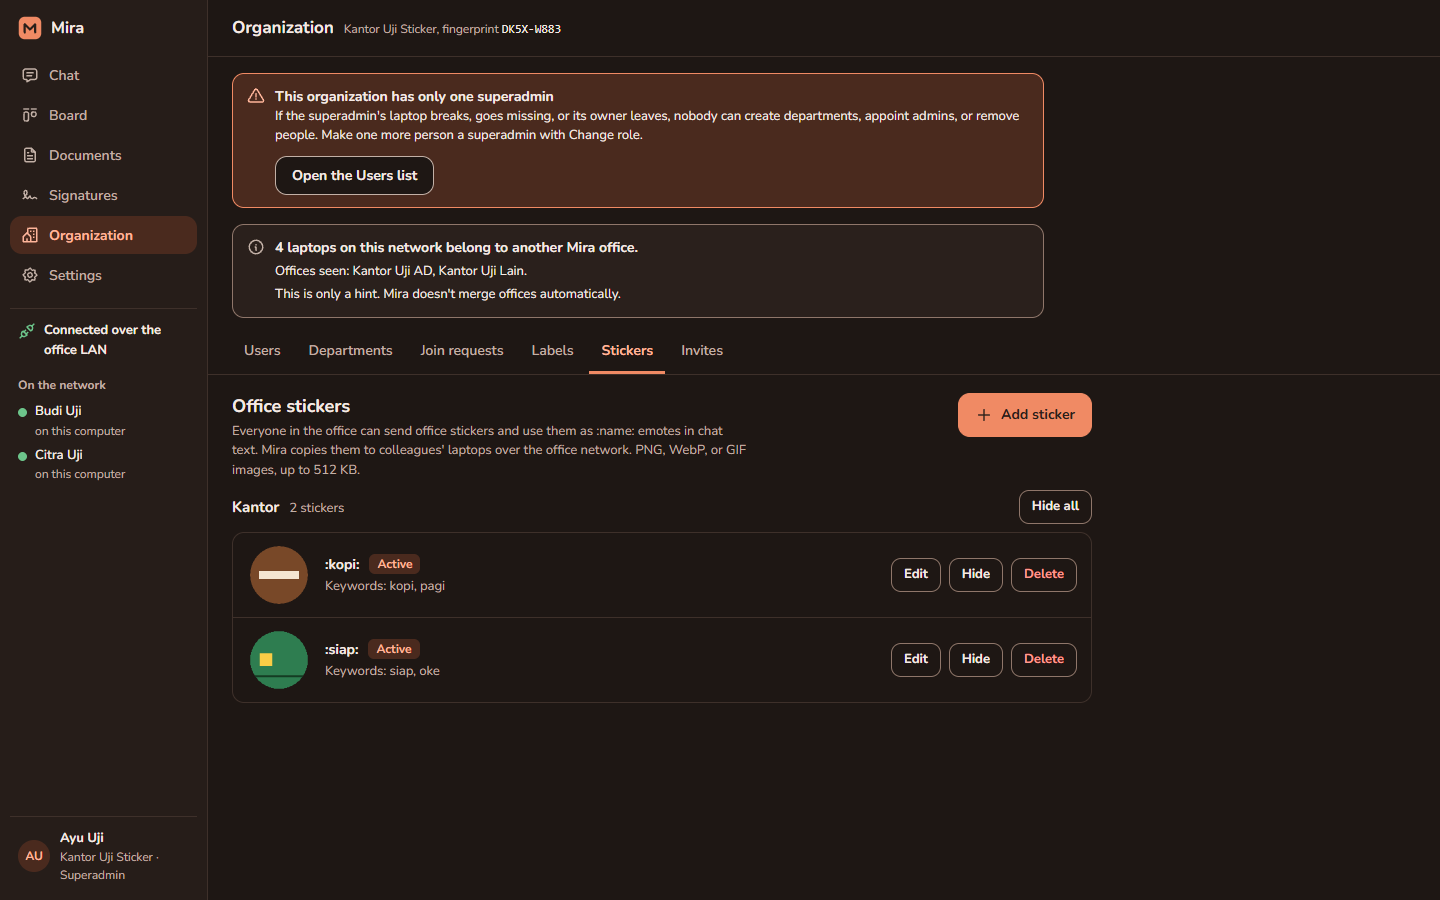 Mira
Chat
Board
Documents
Signatures
Organization
Settings
Connected over the
office LAN
On the network
Budi Uji
on this computer
Citra Uji
on this computer
AU
Ayu Uji
Kantor Uji Sticker ·
Superadmin
Organization Kantor Uji Sticker, fingerprint DK5X-W883
This organization has only one superadmin
If the superadmin's laptop breaks, goes missing, or its owner leaves, nobody can create departments, appoint admins, or remove
people. Make one more person a superadmin with Change role.
Open the Users list
4 laptops on this network belong to another Mira office.
Offices seen: Kantor Uji AD, Kantor Uji Lain.
This is only a hint. Mira doesn't merge offices automatically.
Users Departments Join requests Labels Stickers Invites
Office stickers
Everyone in the office can send office stickers and use them as :name: emotes in chat
text. Mira copies them to colleagues' laptops over the office network. PNG, WebP, or GIF
images, up to 512 KB.
Add sticker
Kantor 2 stickers
Hide all
:kopi: Active
Keywords: kopi, pagi
Edit Hide Delete
:siap: Active
Keywords: siap, oke
Edit Hide Delete